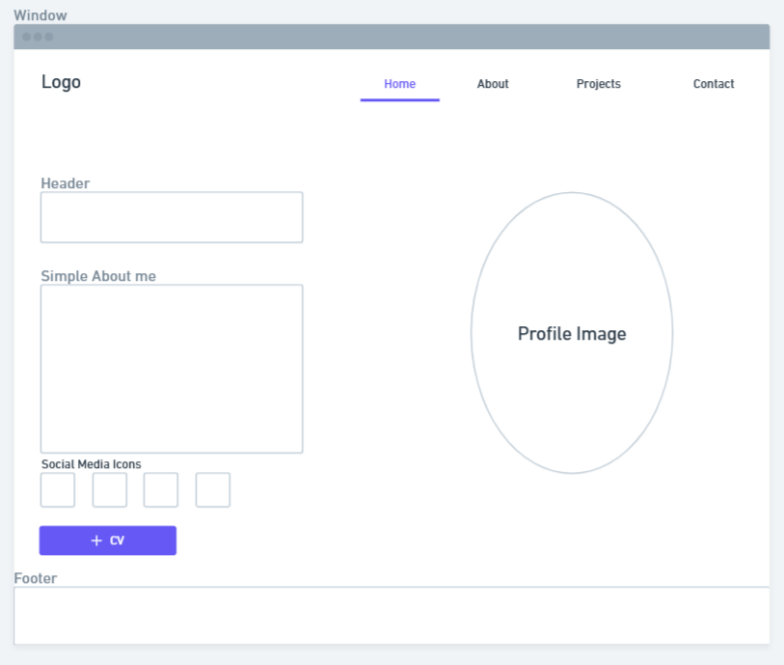 Window
Logo
Home
About
Projects
Contact
Header
Simple About me
Profile Image
Social Media Icons
+ CV
Footer